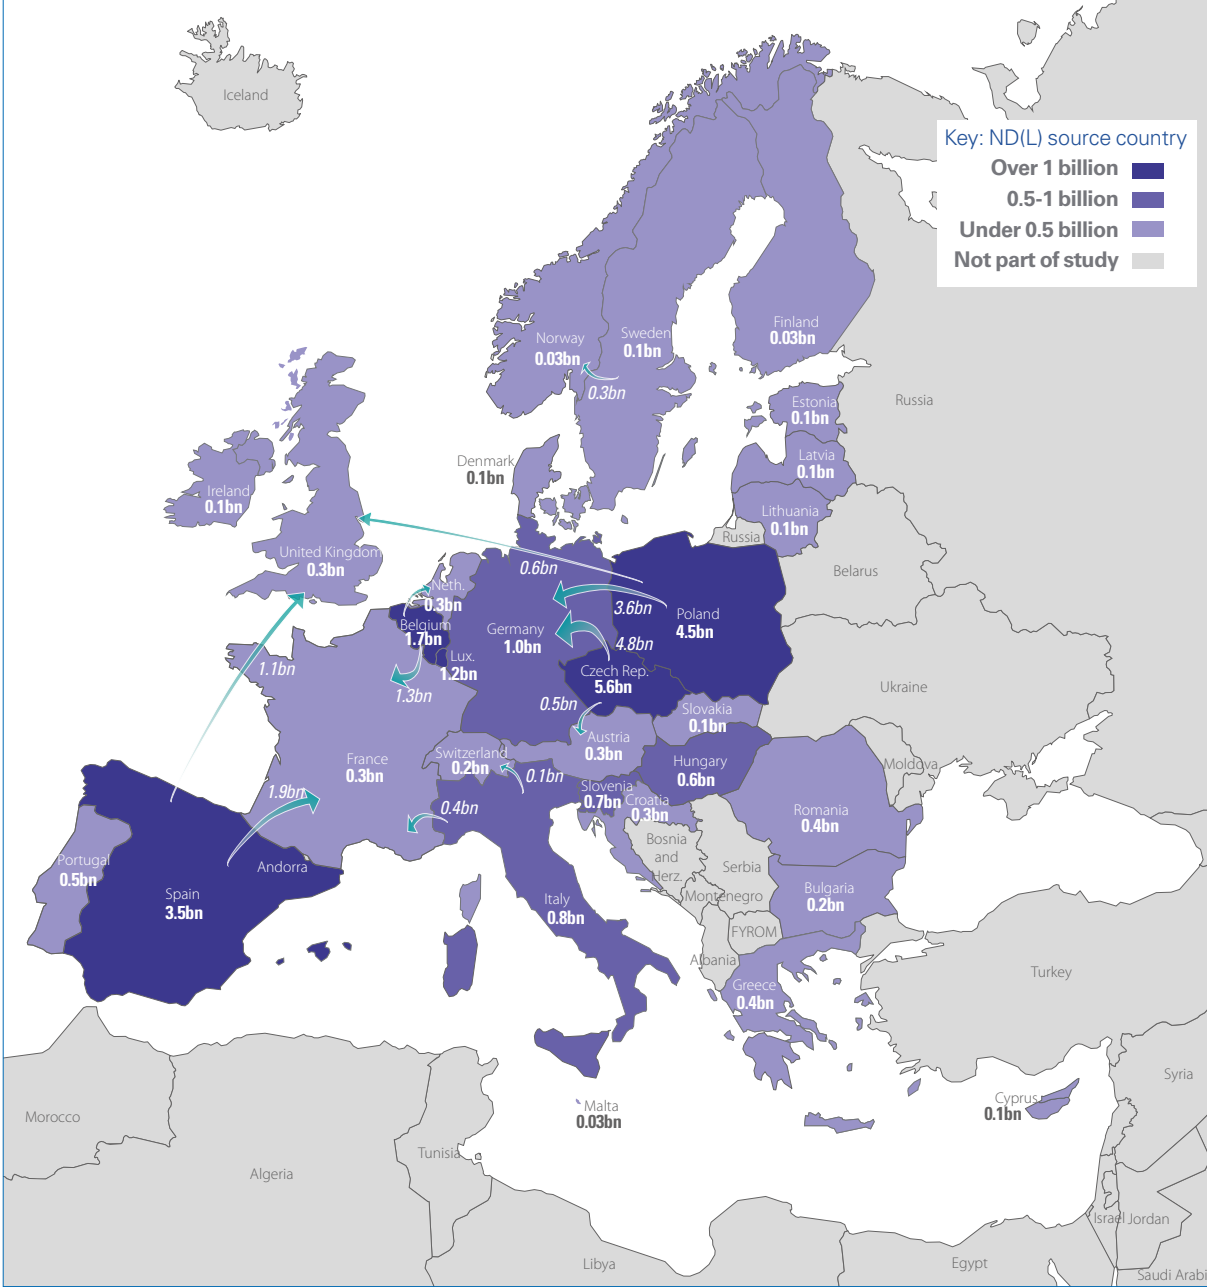 Iceland
Key: ND(L) source country
Over 1 billion
0.5-1 billion
Under 0.5 billion
Not part of study
Norway
0.03bn
Sweden
0.1bn
Finland
0.03bn
0.3bn
Estonia
0.1bn
Russia
Latvia
0.1bn
Denmark
0.1bn
Ireland
0.1bn
Lithuania
0.1bn
Russia
United Kingdom
0.3bn
Belarus
0.6bn
Neth.
0.3bn
3.6bn
Poland
4.5bn
Belgium
1.7bn
Germany
1.0bn
4.8bn
Lux.
1.2bn
1.1bn
1.3bn
Czech Rep.
5.6bn
Ukraine
0.5bn
Slovakia
0.1bn
Austria
0.3bn
Switzerland
0.2bn
France
0.3bn
Hungary
0.6bn
Moldova
0.1bn
1.9bn
Slovenia
0.7bn
Croatia
0.3bn
0.4bn
Romania
0.4bn
Bosnia
and
Herz.
Serbia
Portugal
0.5bn
Andorra
Spain
3.5bn
Montenegro
Bulgaria
0.2bn
Italy
0.8bn
FYROM
Albania
Turkey
Greece
0.4bn
Syria
Cyprus
0.1bn
Malta
0.03bn
Morocco
Tunisia
Algeria
Israel
Jordan
Libya
Egypt
Saudi Arabi